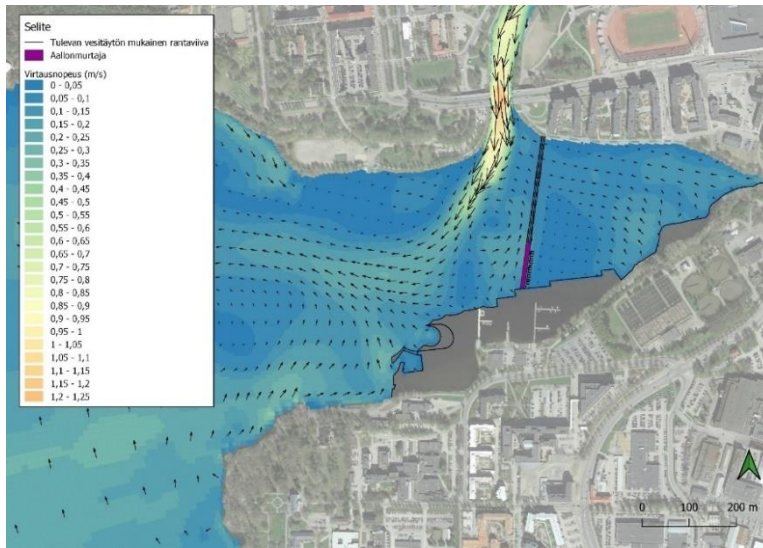 Selite
Tulevan vesitäytön mukainen rantaviiva
Aallonmurtaja
Virtausnopeus (m/s)
0 - 0,05
0,05 - 0,1
0,1 - 0,15
0,15 - 0,2
0,2 - 0,25
0,25 - 0,3
0,3 - 0,35
0,35 - 0,4
0,4 - 0,45
0,45 - 0,5
0,5 - 0,55
0,55 - 0,6
0,6 - 0,65
0,65 - 0,7
0,7 - 0,75
0,75 - 0,8
0,8 - 0,85
0,85 - 0,9
0,9 - 0,95
0,95 - 1
1 - 1,05
1,05 - 1,1
1,1 - 1,15
1,15 - 1,2
1,2 - 1,25
0 100 200 m